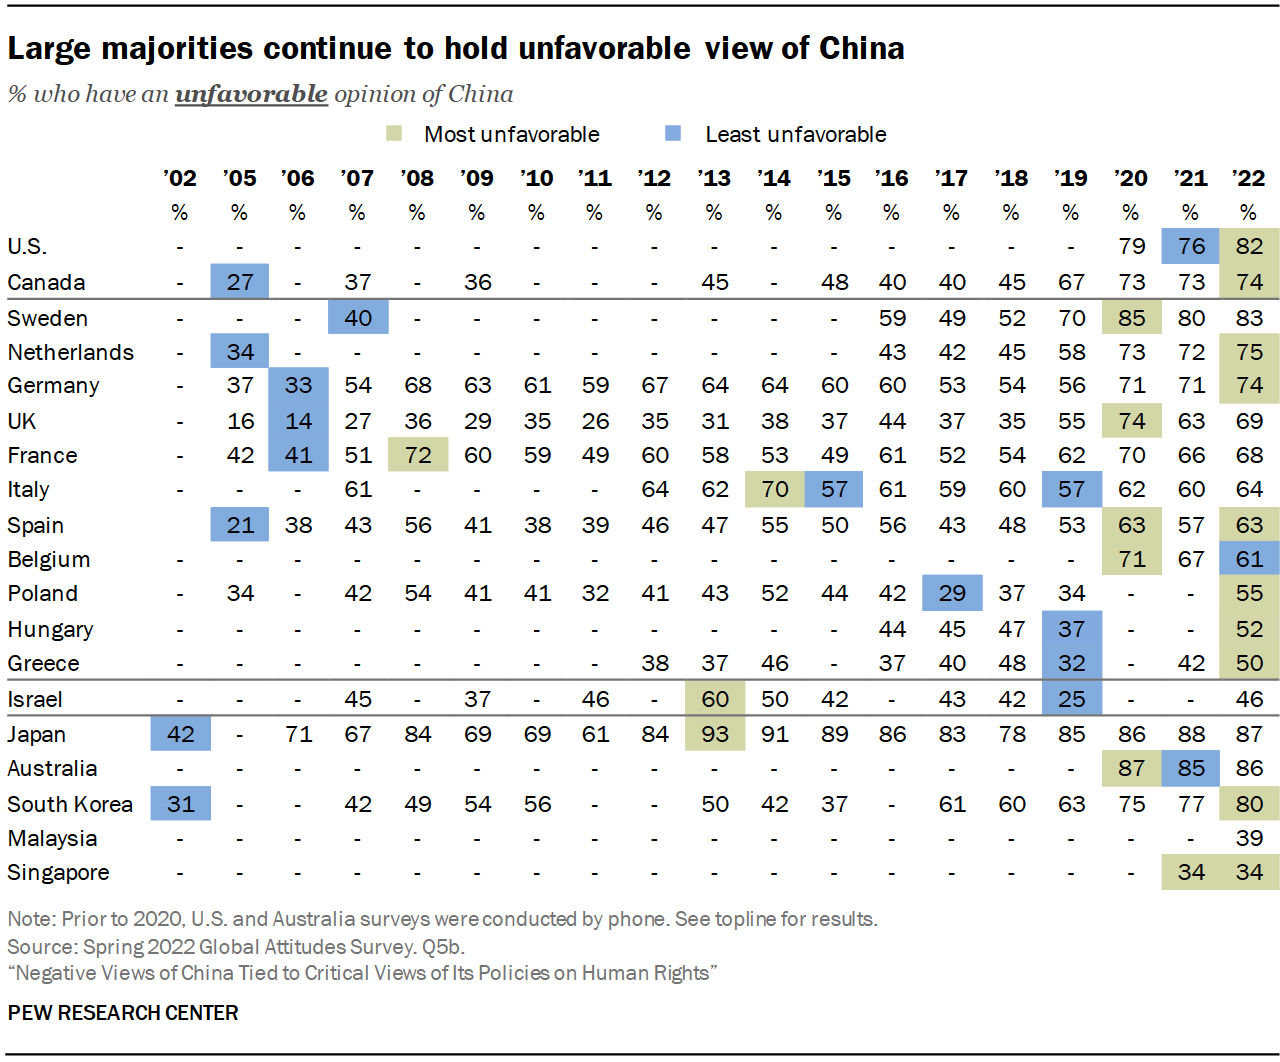 Large majorities continue to hold unfavorable view of China
% who have an unfavorable opinion of China
Most unfavorable Least unfavorable
’02 ’05 ’06 ’07 ’08 ’09 ’10 ’11 ’12 ’13 ’14 ’15 ’16 ’17 ’18 ’19 ’20 ’21 ’22
% % % % % % % % % % % % % % % % % % %
U.S. - - - - - - - - - - - - - - - - 79 76 82
Canada - 27 - 37 - 36 - - - 45 - 48 40 40 45 67 73 73 74
Sweden - - - 40 - - - - - - - - 59 49 52 70 85 80 83
Netherlands - 34 - - - - - - - - - - 43 42 45 58 73 72 75
Germany - 37 33 54 68 63 61 59 67 64 64 60 60 53 54 56 71 71 74
UK - 16 14 27 36 29 35 26 35 31 38 37 44 37 35 55 74 63 69
France - 42 41 51 72 60 59 49 60 58 53 49 61 52 54 62 70 66 68
Italy - - - 61 - - - - 64 62 70 57 61 59 60 57 62 60 64
Spain - 21 38 43 56 41 38 39 46 47 55 50 56 43 48 53 63 57 63
Belgium - - - - - - - - - - - - - - - - 71 67 61
Poland - 34 - 42 54 41 41 32 41 43 52 44 42 29 37 34 - - 55
Hungary - - - - - - - - - - - - 44 45 47 37 - - 52
Greece - - - - - - - - 38 37 46 - 37 40 48 32 - 42 50
Israel - - - 45 - 37 - 46 - 60 50 42 - 43 42 25 - - 46
Japan 42 - 71 67 84 69 69 61 84 93 91 89 86 83 78 85 86 88 87
Australia - - - - - - - - - - - - - - - - 87 85 86
South Korea 31 - - 42 49 54 56 - - 50 42 37 - 61 60 63 75 77 80
Malaysia - - - - - - - - - - - - - - - - - - 39
Singapore - - - - - - - - - - - - - - - - - 34 34
Note: Prior to 2020, U.S. and Australia surveys were conducted by phone. See topline for results.
Source: Spring 2022 Global Attitudes Survey. Q5b.
“Negative Views of China Tied to Critical Views of Its Policies on Human Rights”
PEW RESEARCH CENTER